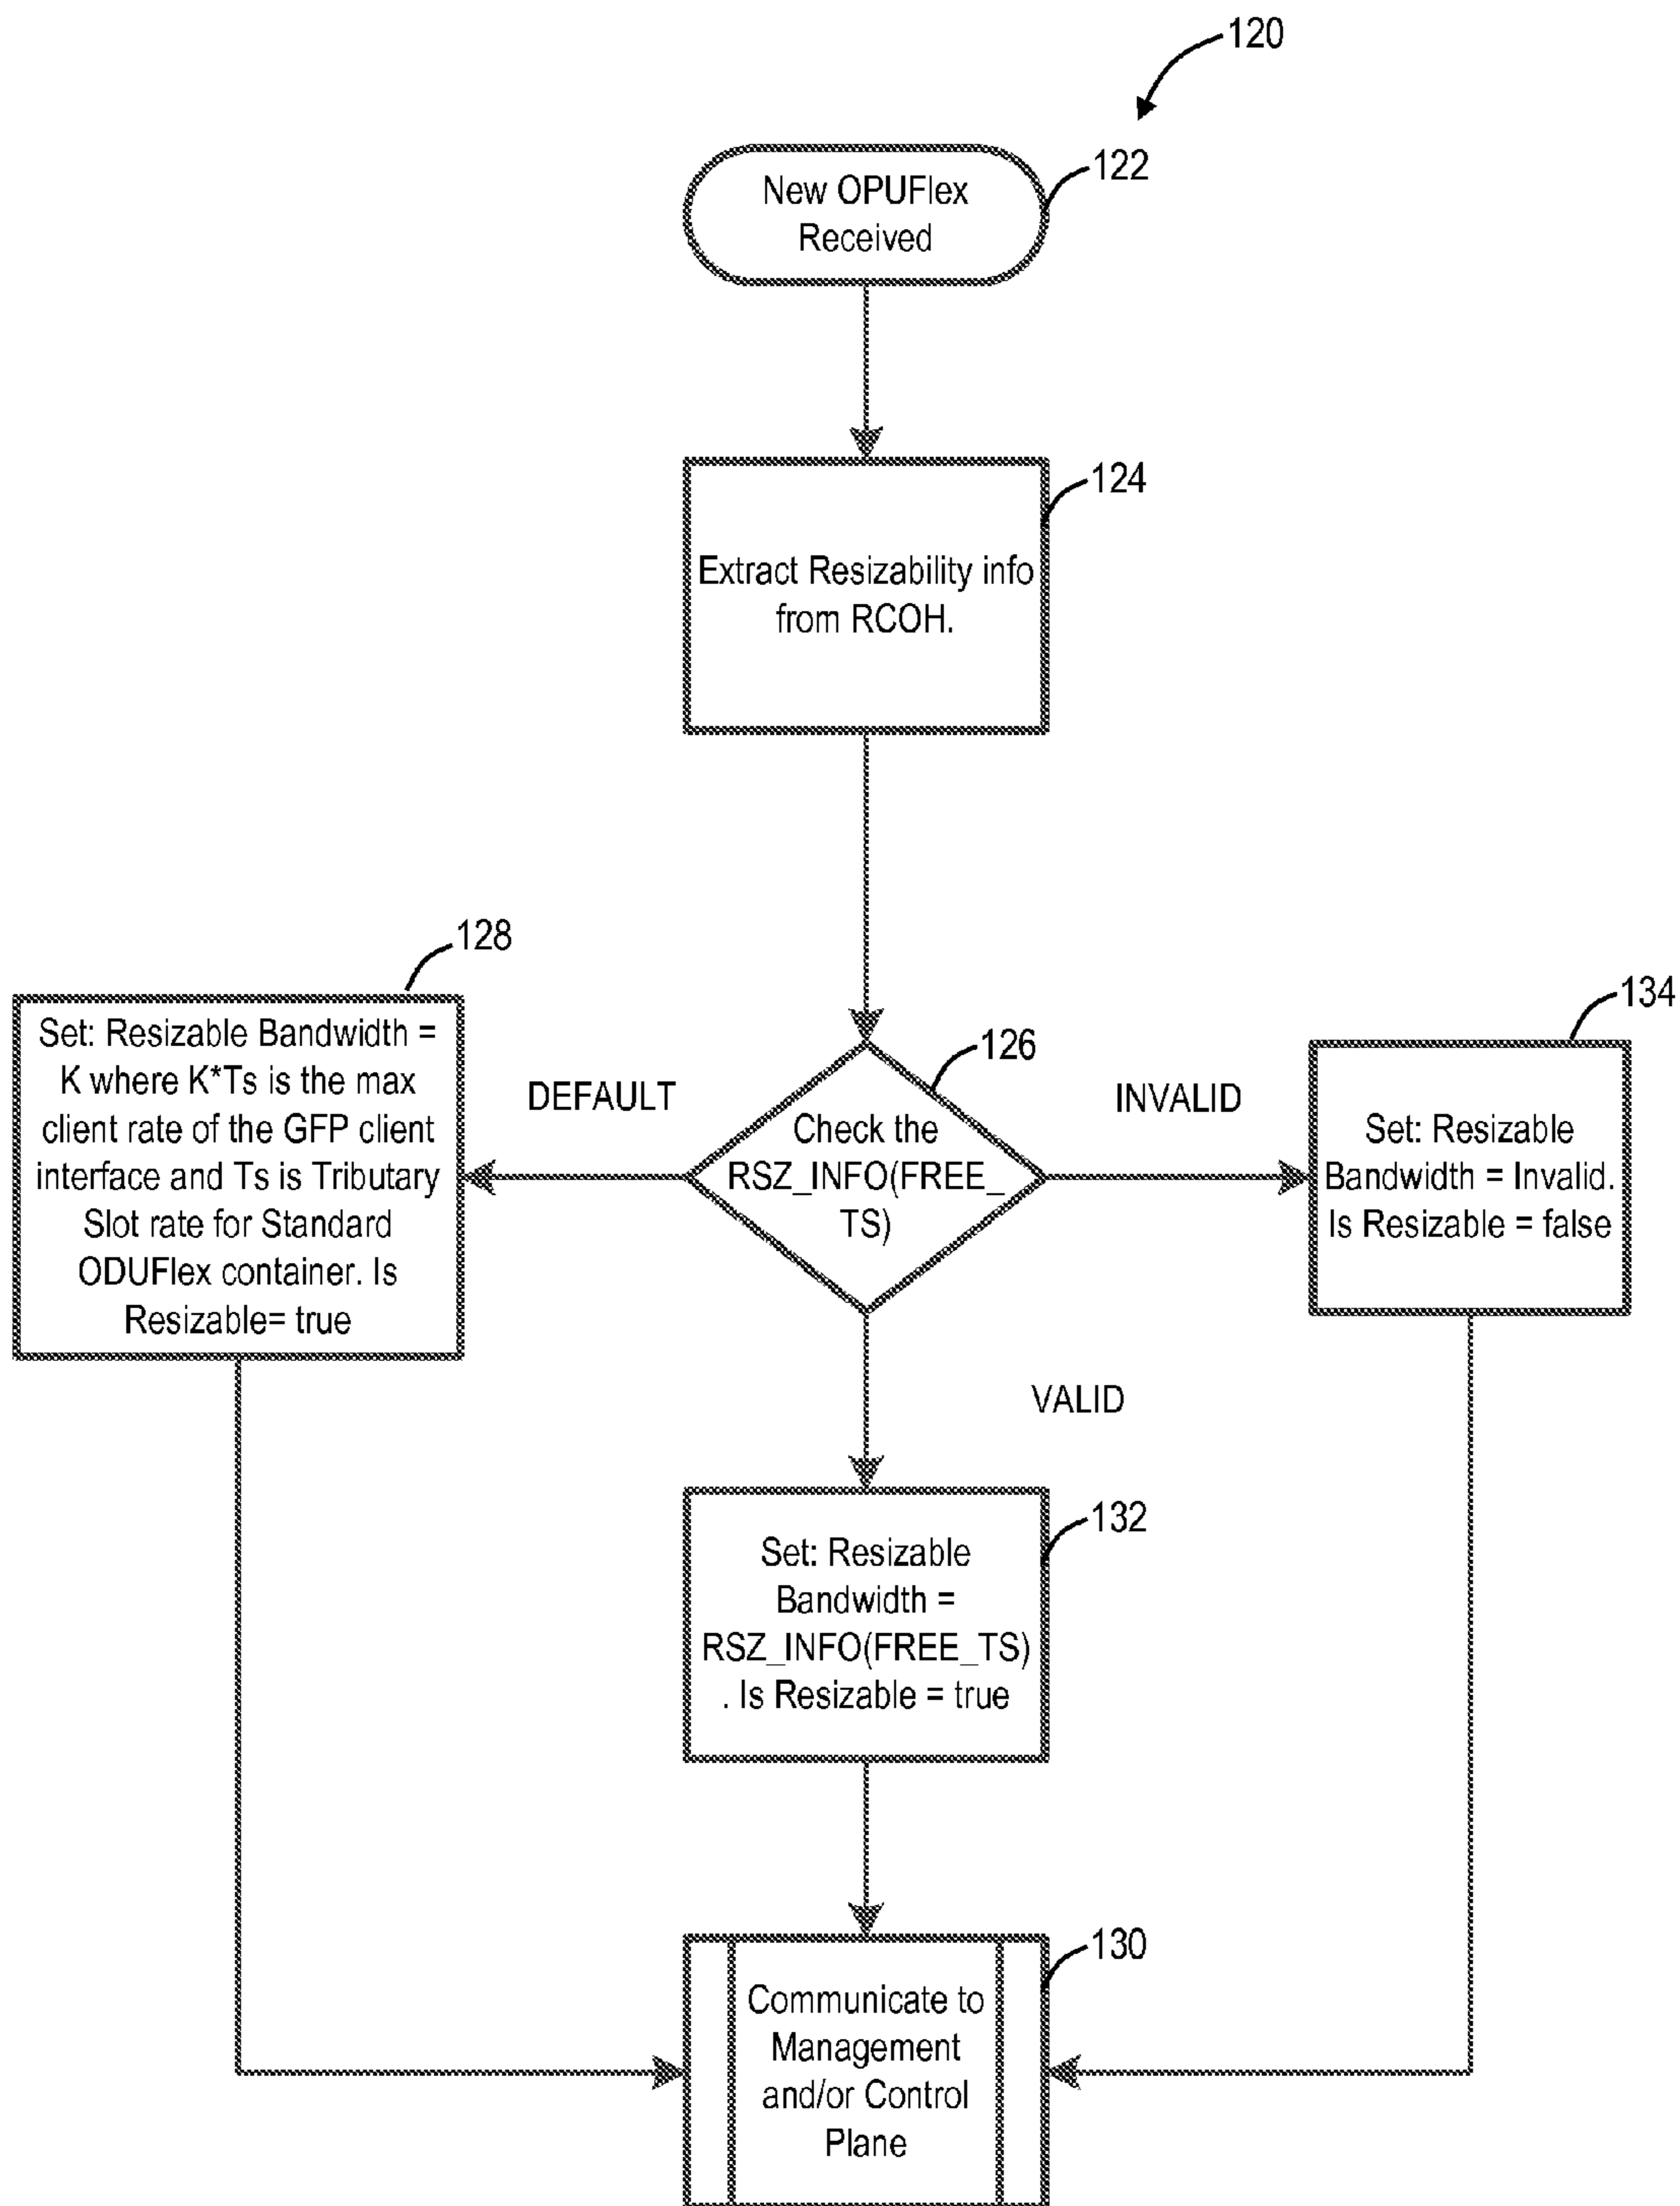 120
New OPUFlex
Received
122
Extract Resizability info
from RCOH.
124
Set: Resizable Bandwidth =
K where K*Ts is the max
client rate of the GFP client
interface and Ts is Tributary
Slot rate for Standard
ODUFlex container. Is
Resizable= true
128
DEFAULT
Check the
RSZ_INFO(FREE_
TS)
126
INVALID
Set: Resizable
Bandwidth = Invalid.
Is Resizable = false
134
VALID
Set: Resizable
Bandwidth =
RSZ_INFO(FREE_TS)
. Is Resizable = true
132
Communicate to
Management
and/or Control
Plane
130